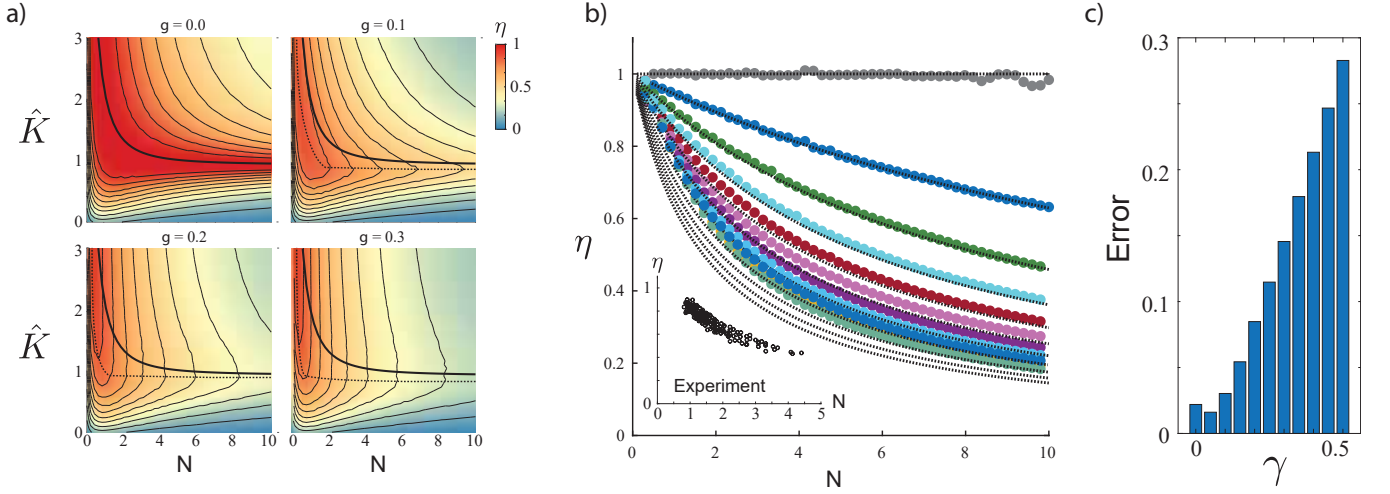 a)
g = 0.0
g = 0.1
η
1
0.5
0
3
2
1
0
K̂
g = 0.2
g = 0.3
3
2
1
0
K̂
0 2 4 6 8 10
0 2 4 6 8 10
N
N
b)
1
0.8
0.6
0.4
0.2
0
η
0 2 4 6 8 10
N
η
1
0
Experiment
0 1 2 3 4 5
N
c)
0.3
0.2
0.1
0
Error
0 0.5
γ